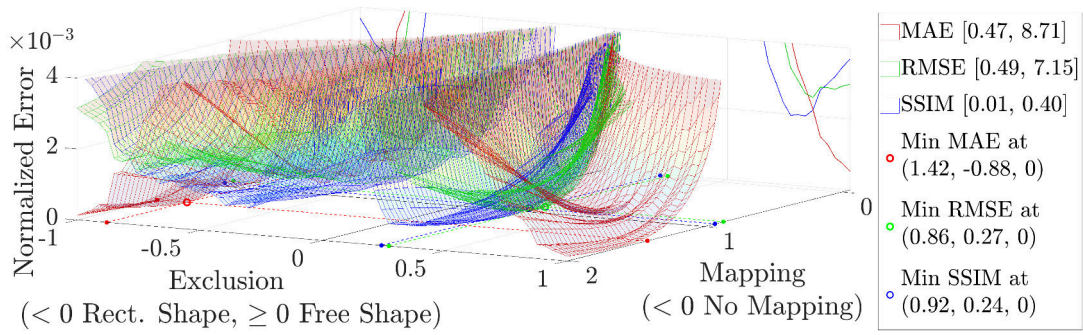 ×10⁻³
4
2
0
Normalized Error
-1
-0.5
0
0.5
1
Exclusion
(< 0 Rect. Shape, ≥ 0 Free Shape)
2
1
0
Mapping
(< 0 No Mapping)
MAE [0.47, 8.71]
RMSE [0.49, 7.15]
SSIM [0.01, 0.40]
Min MAE at
(1.42, -0.88, 0)
Min RMSE at
(0.86, 0.27, 0)
Min SSIM at
(0.92, 0.24, 0)